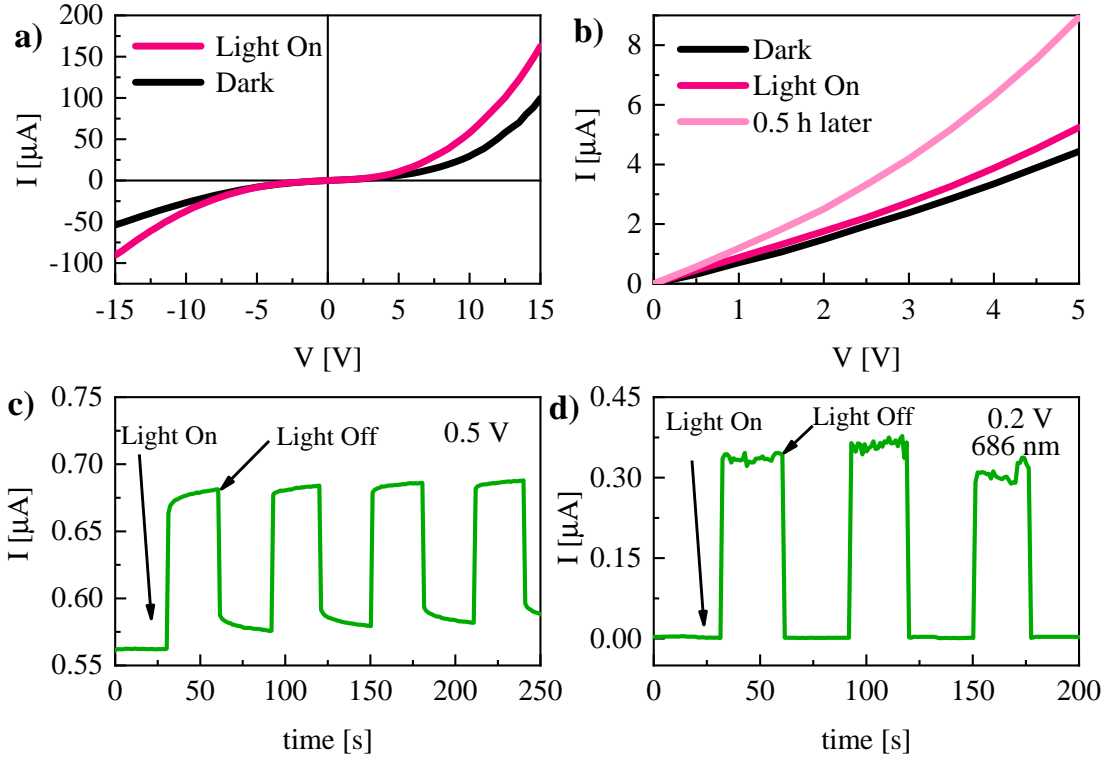 a)
Light On
Dark
200
150
100
50
0
-50
-100
I [µA]
-15 -10 -5 0 5 10 15
V [V]
b)
Dark
Light On
0.5 h later
8
6
4
2
0
I [µA]
0 1 2 3 4 5
V [V]
c)
Light On
Light Off
0.5 V
0.75
0.70
0.65
0.60
0.55
I [µA]
0 50 100 150 200 250
time [s]
d)
Light On
Light Off
0.2 V
686 nm
0.45
0.30
0.15
0.00
I [µA]
0 50 100 150 200
time [s]